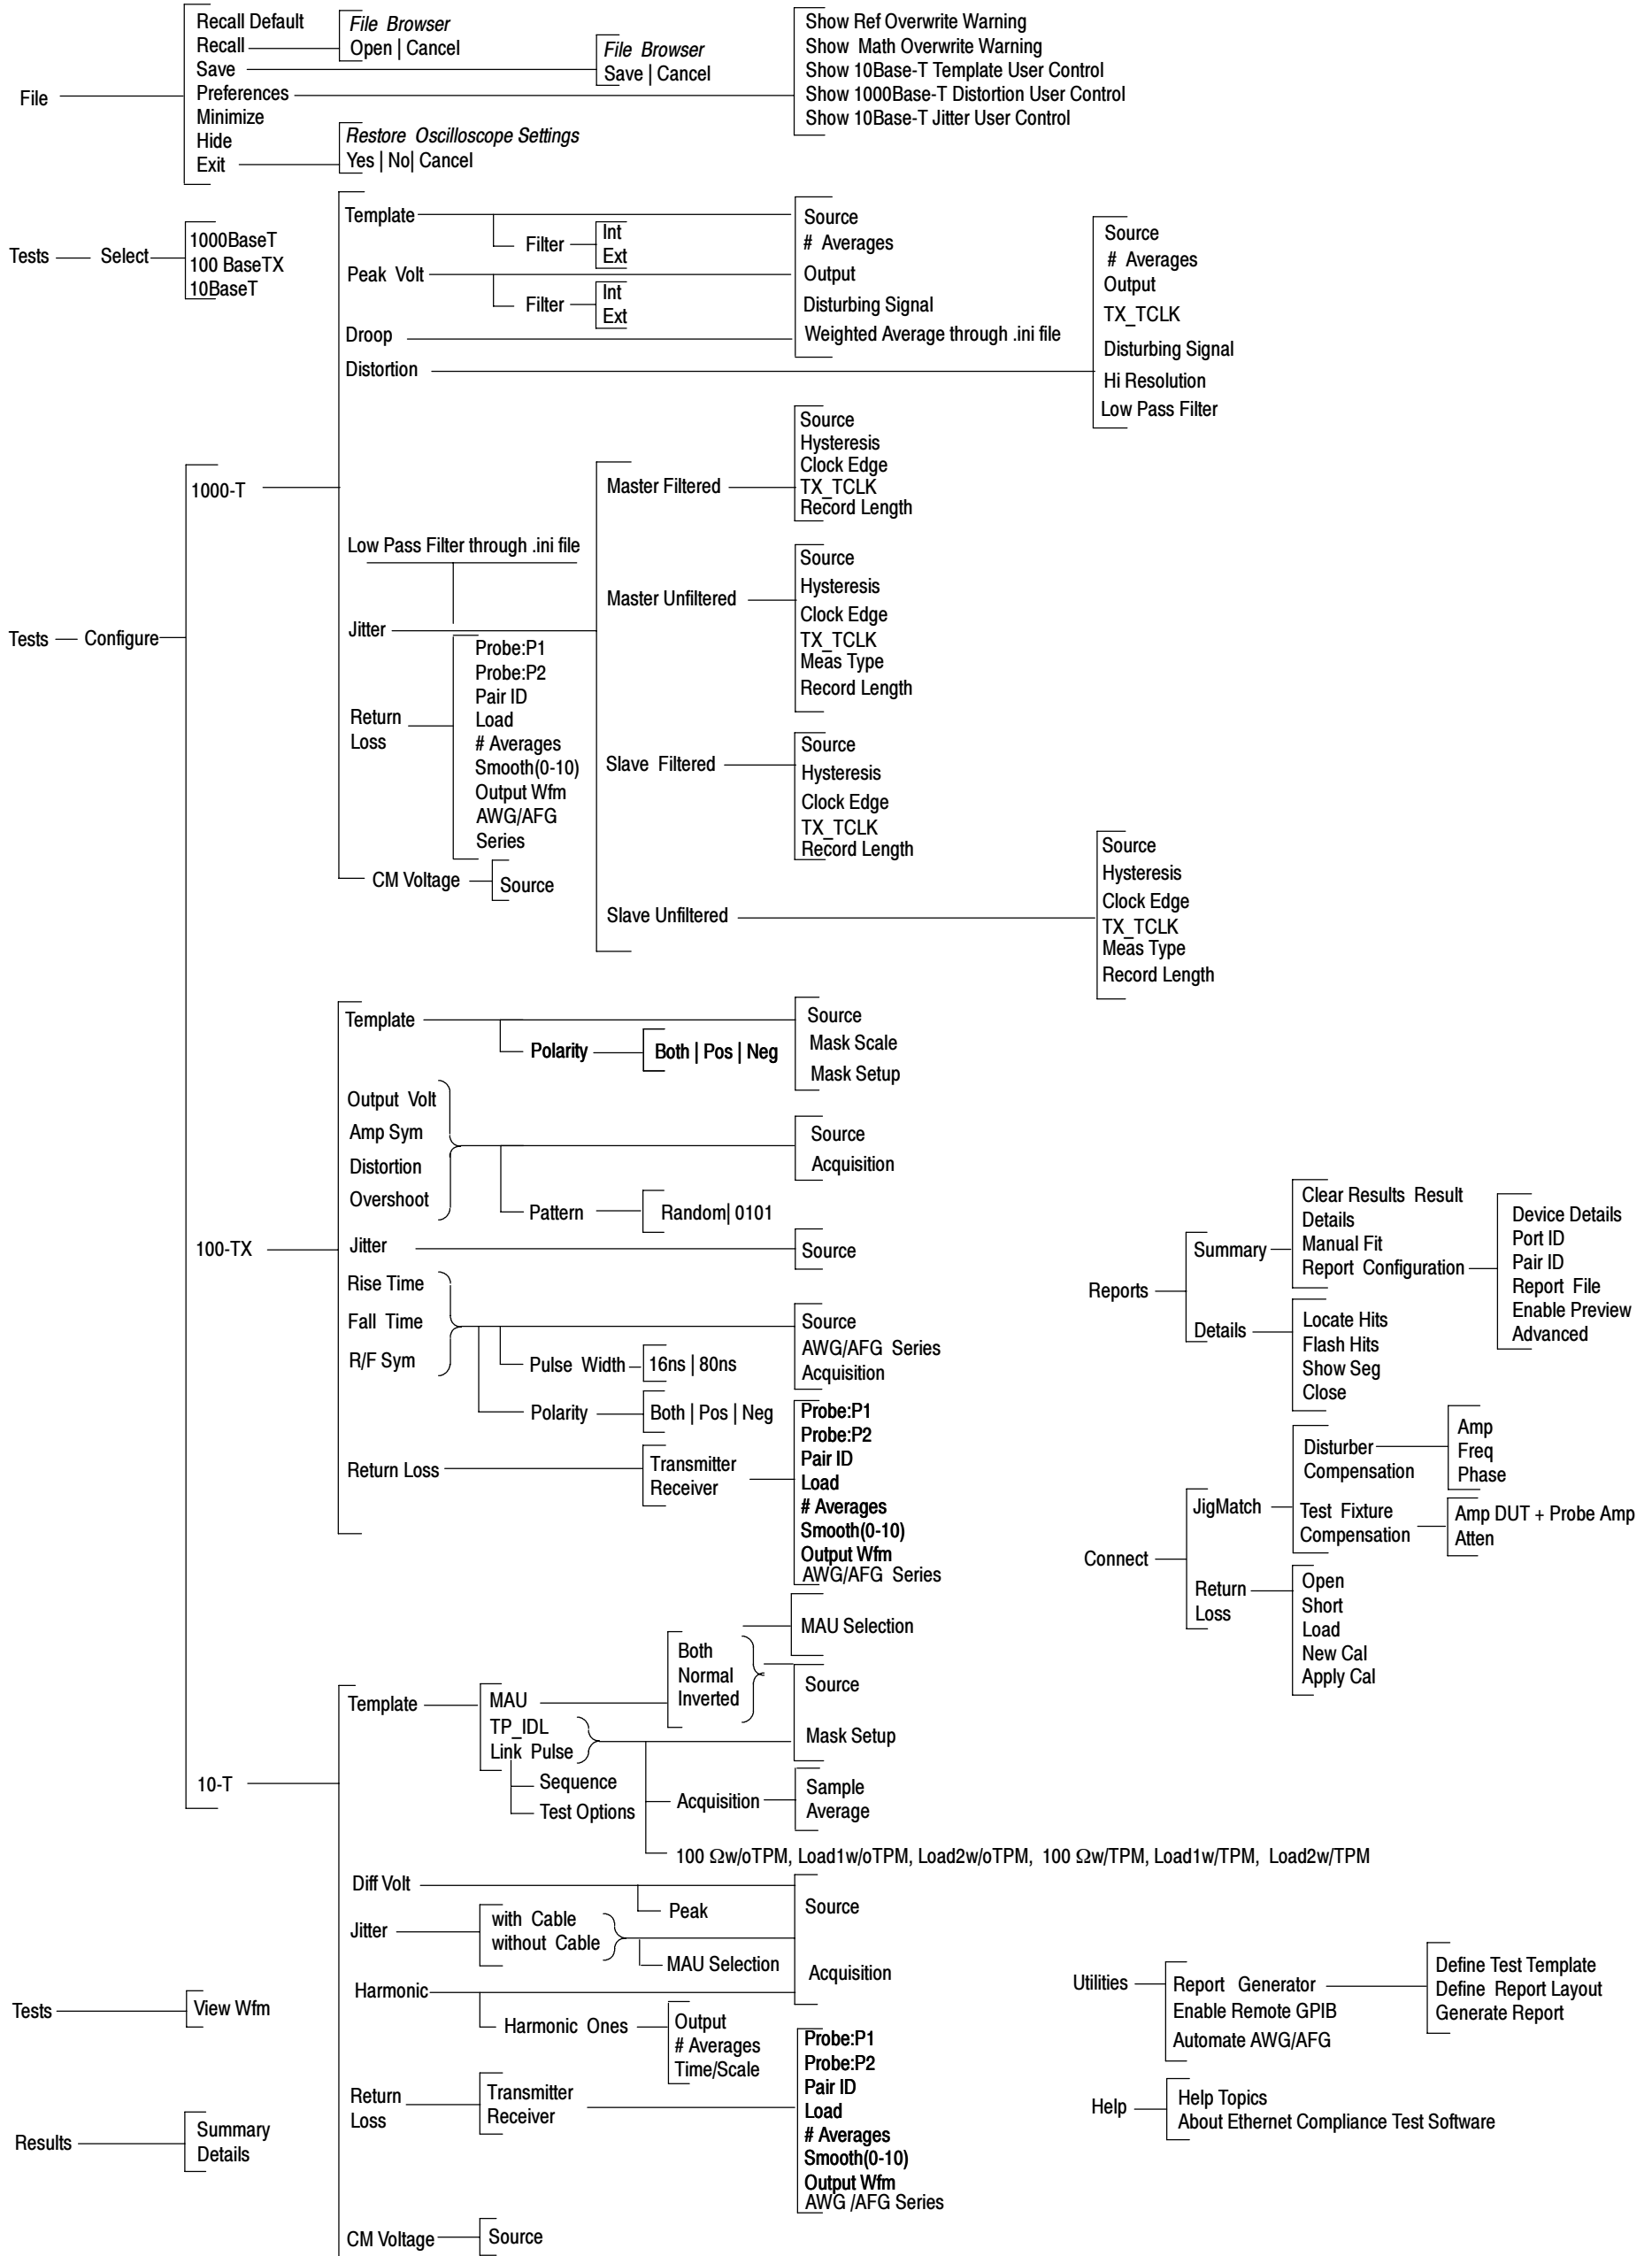 File
Recall Default
Recall
Save
Preferences
Minimize
Hide
Exit
File Browser
Open | Cancel
File Browser
Save | Cancel
Show Ref Overwrite Warning
Show Math Overwrite Warning
Show 10Base-T Template User Control
Show 1000Base-T Distortion User Control
Show 10Base-T Jitter User Control
Restore Oscilloscope Settings
Yes | No| Cancel
Tests
Select
1000BaseT
100 BaseTX
10BaseT
Tests
Configure
1000-T
Template
Filter
Int
Ext
Peak Volt
Filter
Int
Ext
Droop
Source
# Averages
Output
Disturbing Signal
Weighted Average through .ini file
Distortion
Source
# Averages
Output
TX_TCLK
Disturbing Signal
Hi Resolution
Low Pass Filter
Low Pass Filter through .ini file
Jitter
Master Filtered
Source
Hysteresis
Clock Edge
TX_TCLK
Record Length
Master Unfiltered
Source
Hysteresis
Clock Edge
TX_TCLK
Meas Type
Record Length
Slave Filtered
Source
Hysteresis
Clock Edge
TX_TCLK
Record Length
Slave Unfiltered
Source
Hysteresis
Clock Edge
TX_TCLK
Meas Type
Record Length
Return
Loss
Probe:P1
Probe:P2
Pair ID
Load
# Averages
Smooth(0-10)
Output Wfm
AWG/AFG
Series
CM Voltage
Source
100-TX
Template
Polarity
Both | Pos | Neg
Source
Mask Scale
Mask Setup
Output Volt
Amp Sym
Distortion
Overshoot
Pattern
Random| 0101
Source
Acquisition
Jitter
Source
Rise Time
Fall Time
R/F Sym
Pulse Width
16ns | 80ns
Polarity
Both | Pos | Neg
Source
AWG/AFG Series
Acquisition
Return Loss
Transmitter
Receiver
Probe:P1
Probe:P2
Pair ID
Load
# Averages
Smooth(0-10)
Output Wfm
AWG/AFG Series
10-T
Template
MAU
TP_IDL
Link Pulse
Sequence
Test Options
Both
Normal
Inverted
MAU Selection
Source
Mask Setup
Acquisition
Sample
Average
100 Ωw/oTPM, Load1w/oTPM, Load2w/oTPM, 100 Ωw/TPM, Load1w/TPM, Load2w/TPM
Diff Volt
Peak
Jitter
with Cable
without Cable
MAU Selection
Source
Acquisition
Harmonic
Harmonic Ones
Output
# Averages
Time/Scale
Return
Loss
Transmitter
Receiver
Probe:P1
Probe:P2
Pair ID
Load
# Averages
Smooth(0-10)
Output Wfm
AWG /AFG Series
CM Voltage
Source
Tests
View Wfm
Results
Summary
Details
Reports
Summary
Clear Results Result
Details
Manual Fit
Report Configuration
Device Details
Port ID
Pair ID
Report File
Enable Preview
Advanced
Details
Locate Hits
Flash Hits
Show Seg
Close
Connect
JigMatch
Disturber
Compensation
Amp
Freq
Phase
Test Fixture
Compensation
Amp DUT + Probe Amp
Atten
Return
Loss
Open
Short
Load
New Cal
Apply Cal
Utilities
Report Generator
Enable Remote GPIB
Automate AWG/AFG
Define Test Template
Define Report Layout
Generate Report
Help
Help Topics
About Ethernet Compliance Test Software